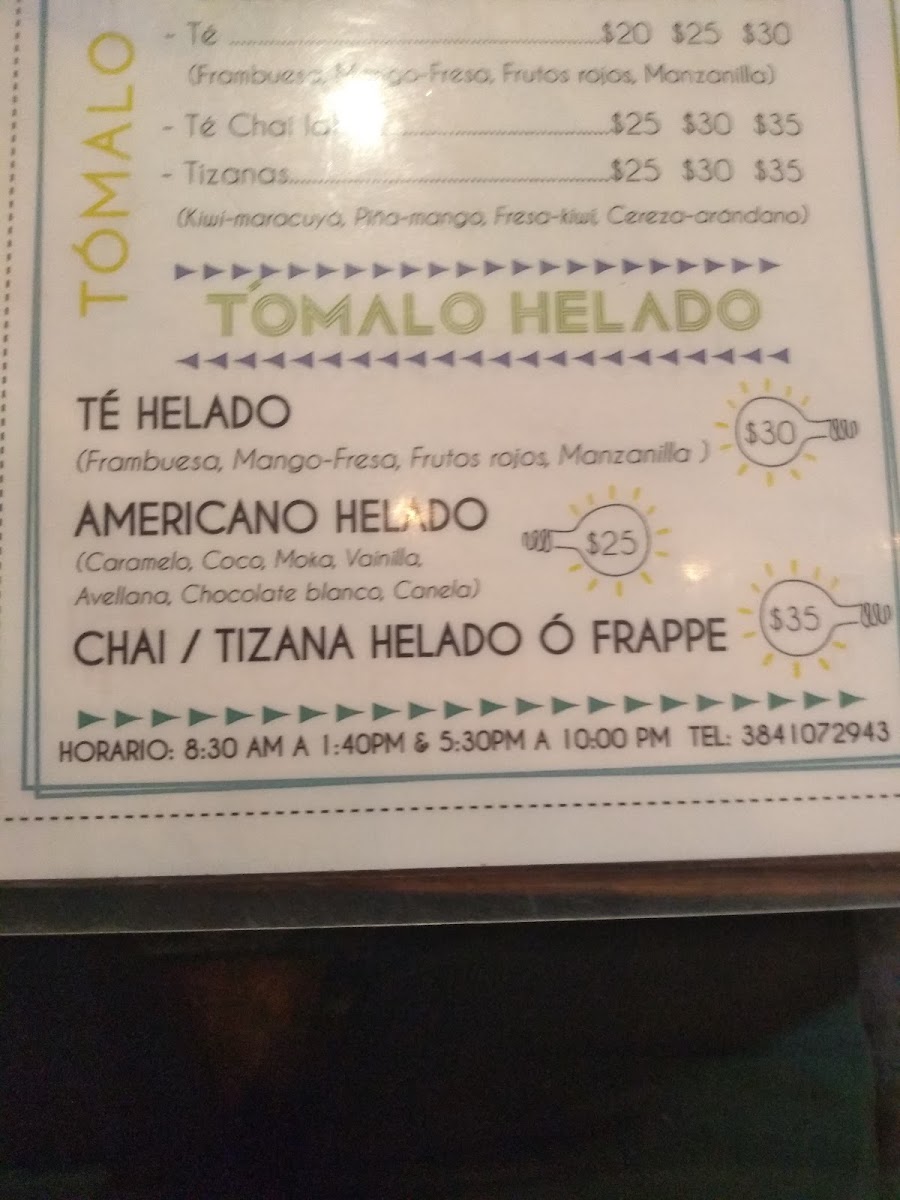 TÓMALO
- Té ........ $20 $25 $30
(Frambuesa, Mango-Fresa, Frutos rojos, Manzanilla)
- Té Chai ........ $25 $30 $35
- Tizanas........ $25 $30 $35
(Kiwi-maracuyá, Piña-mango, Fresa-kiwi, Cereza-arándano)
TÓMALO HELADO
TÉ HELADO $30
(Frambuesa, Mango-Fresa, Frutos rojos, Manzanilla )
AMERICANO HELADO $25
(Caramelo, Coco, Moka, Vainilla,
Avellana, Chocolate blanco, Canela)
CHAI / TIZANA HELADO Ó FRAPPE $35
HORARIO: 8:30 AM A 1:40PM & 5:30PM A 10:00 PM TEL: 3841072943